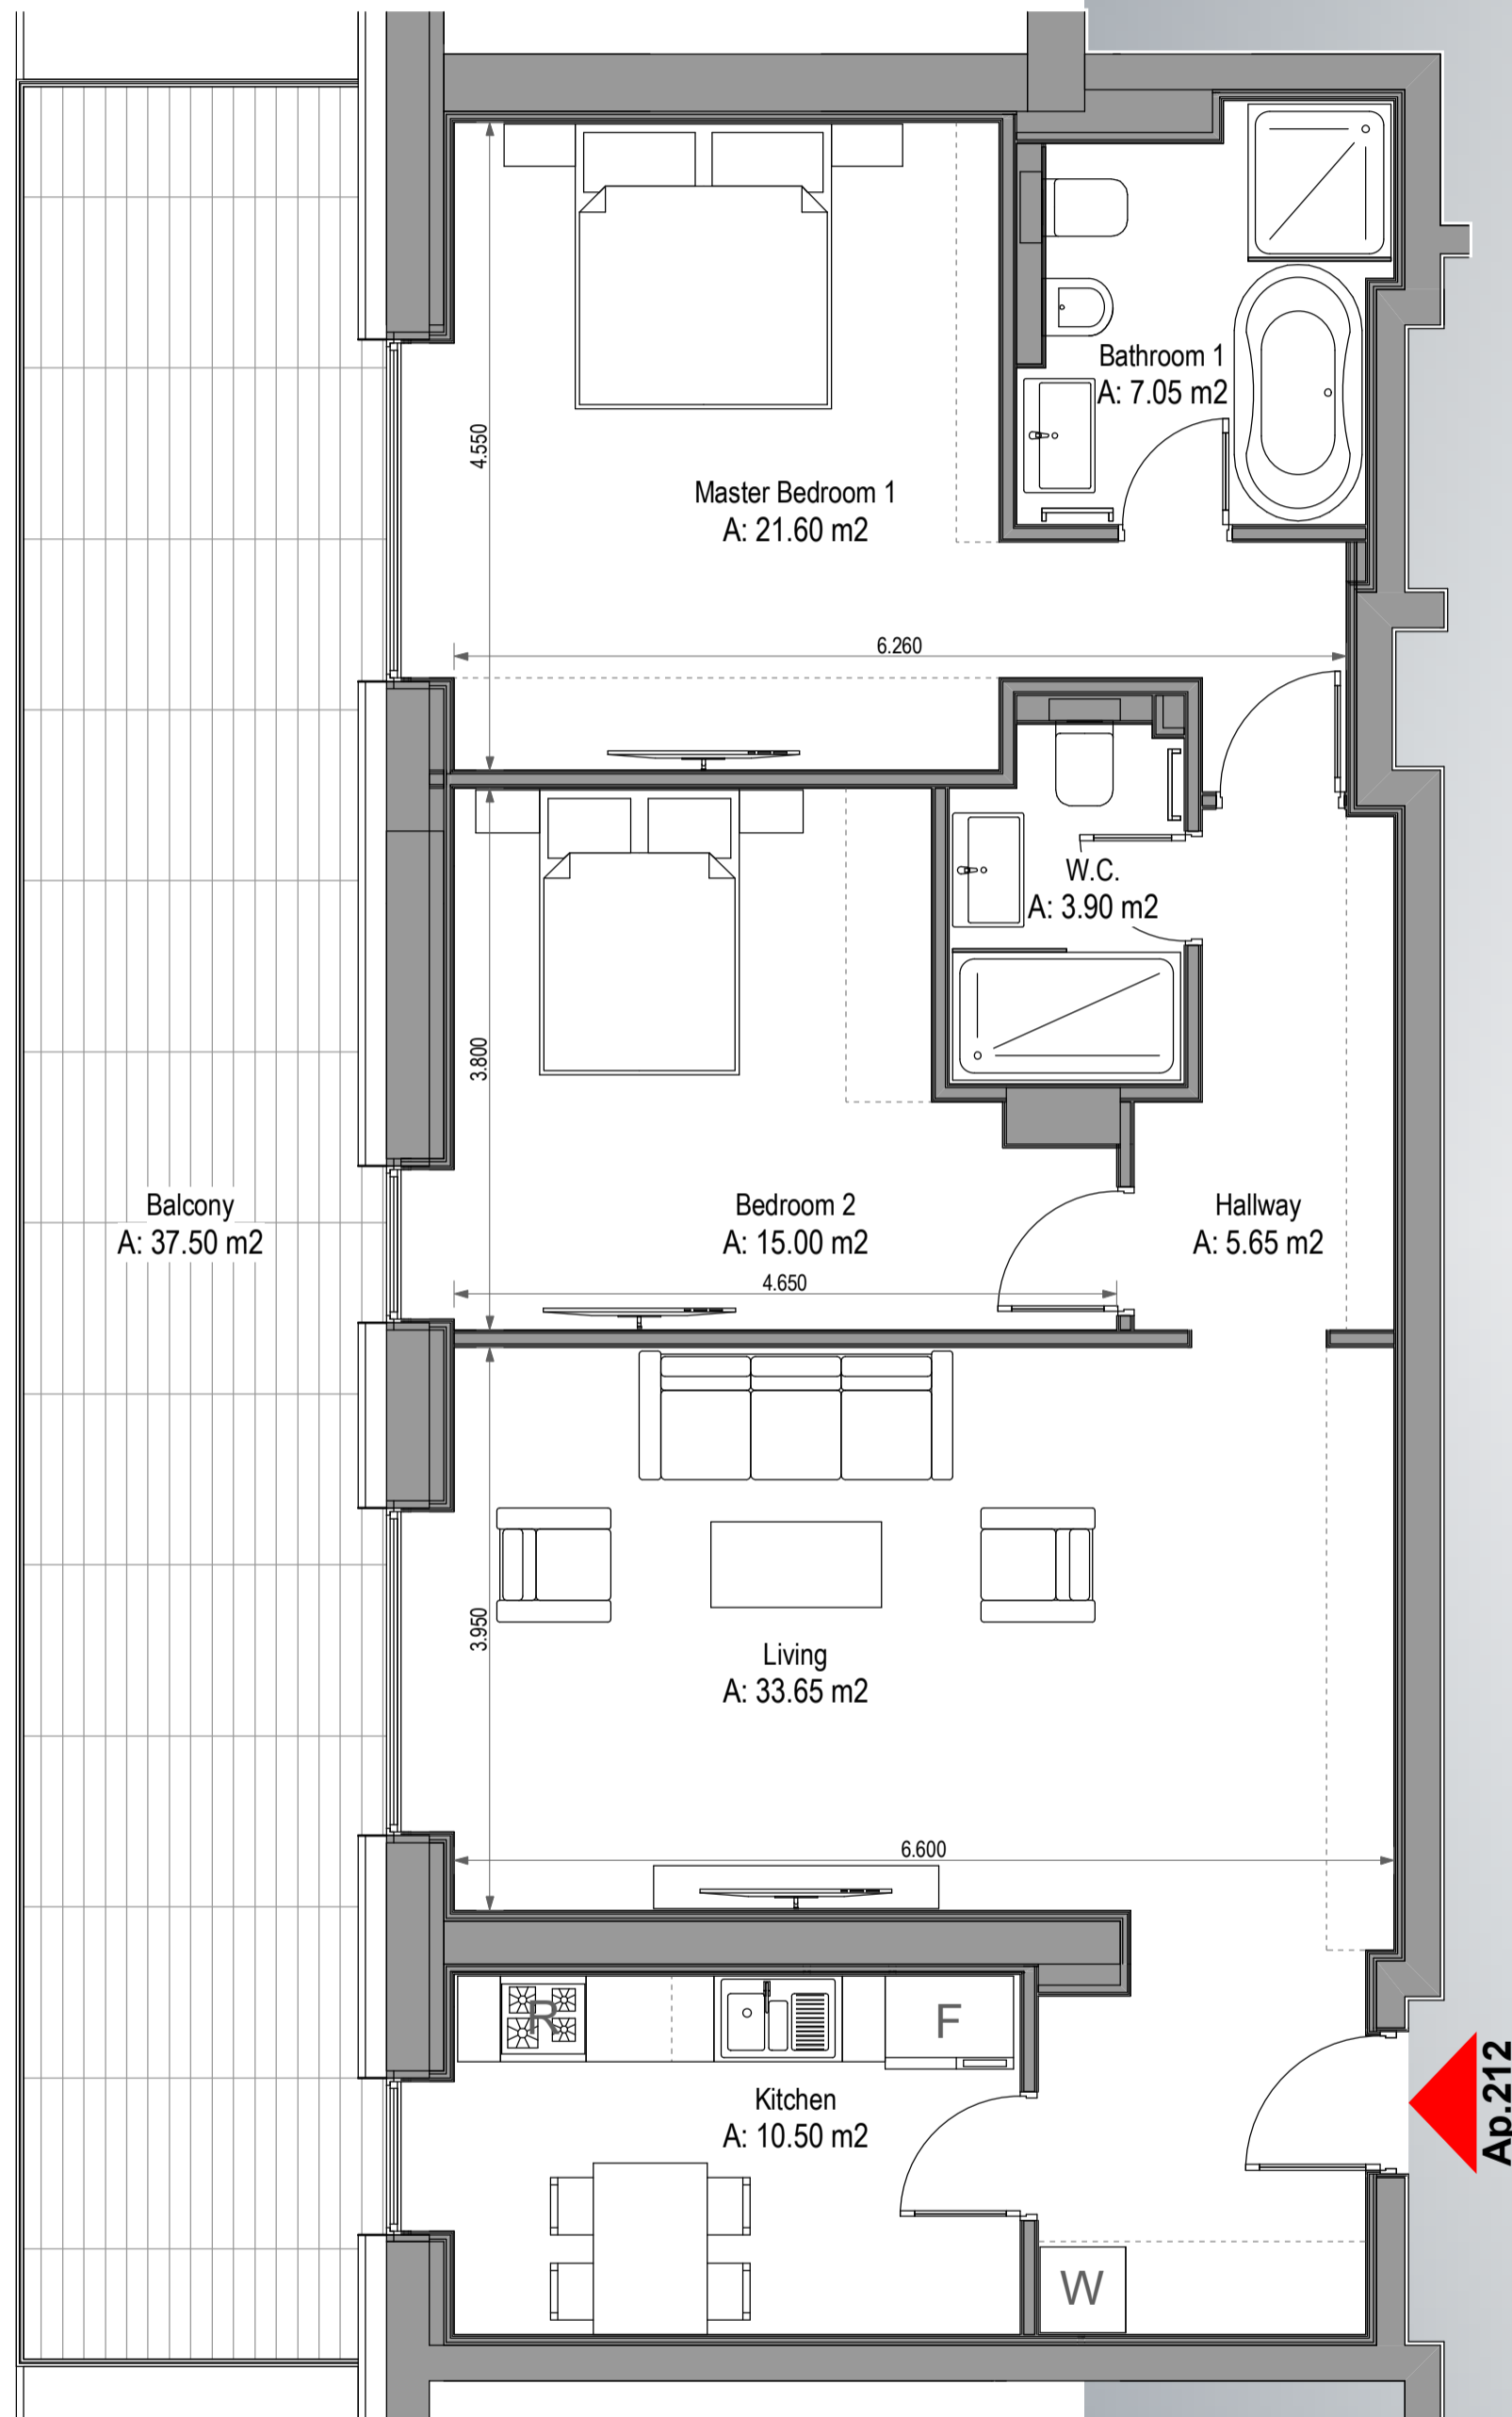 Bathroom 1
A: 7.05 m2
4.550
Master Bedroom 1
A: 21.60 m2
6.260
W.C.
A: 3.90 m2
3.800
Balcony
A: 37.50 m2
Bedroom 2
A: 15.00 m2
Hallway
A: 5.65 m2
4.650
3.950
Living
A: 33.65 m2
6.600
R
F
Kitchen
A: 10.50 m2
Ap.212
W